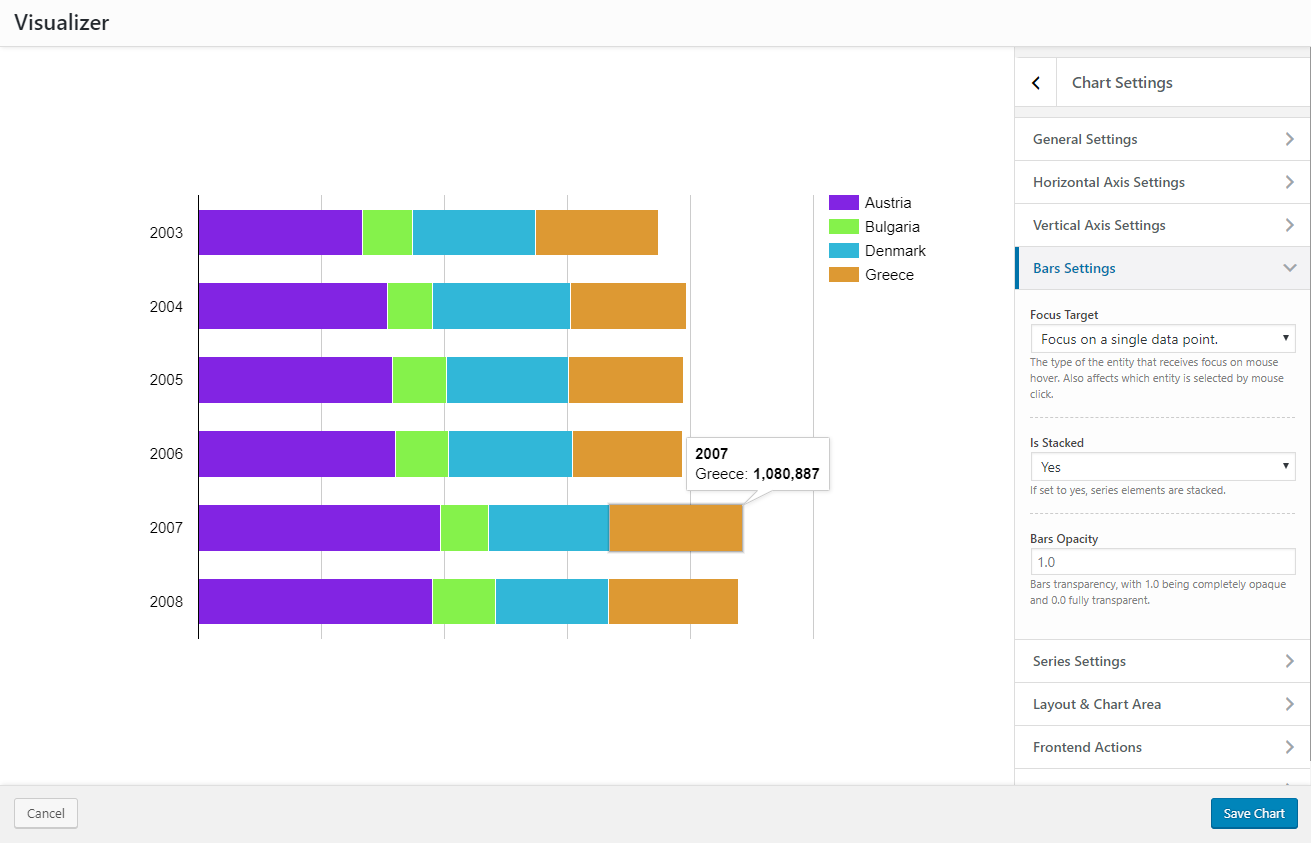 Visualizer
2003
2004
2005
2006
2007
2008
Austria
Bulgaria
Denmark
Greece
2007
Greece: 1,080,887
Chart Settings
General Settings
Horizontal Axis Settings
Vertical Axis Settings
Bars Settings
Focus Target
Focus on a single data point.
The type of the entity that receives focus on mouse
hover. Also affects which entity is selected by mouse
click.
Is Stacked
Yes
If set to yes, series elements are stacked.
Bars Opacity
1.0
Bars transparency, with 1.0 being completely opaque
and 0.0 fully transparent.
Series Settings
Layout & Chart Area
Frontend Actions
Cancel
Save Chart